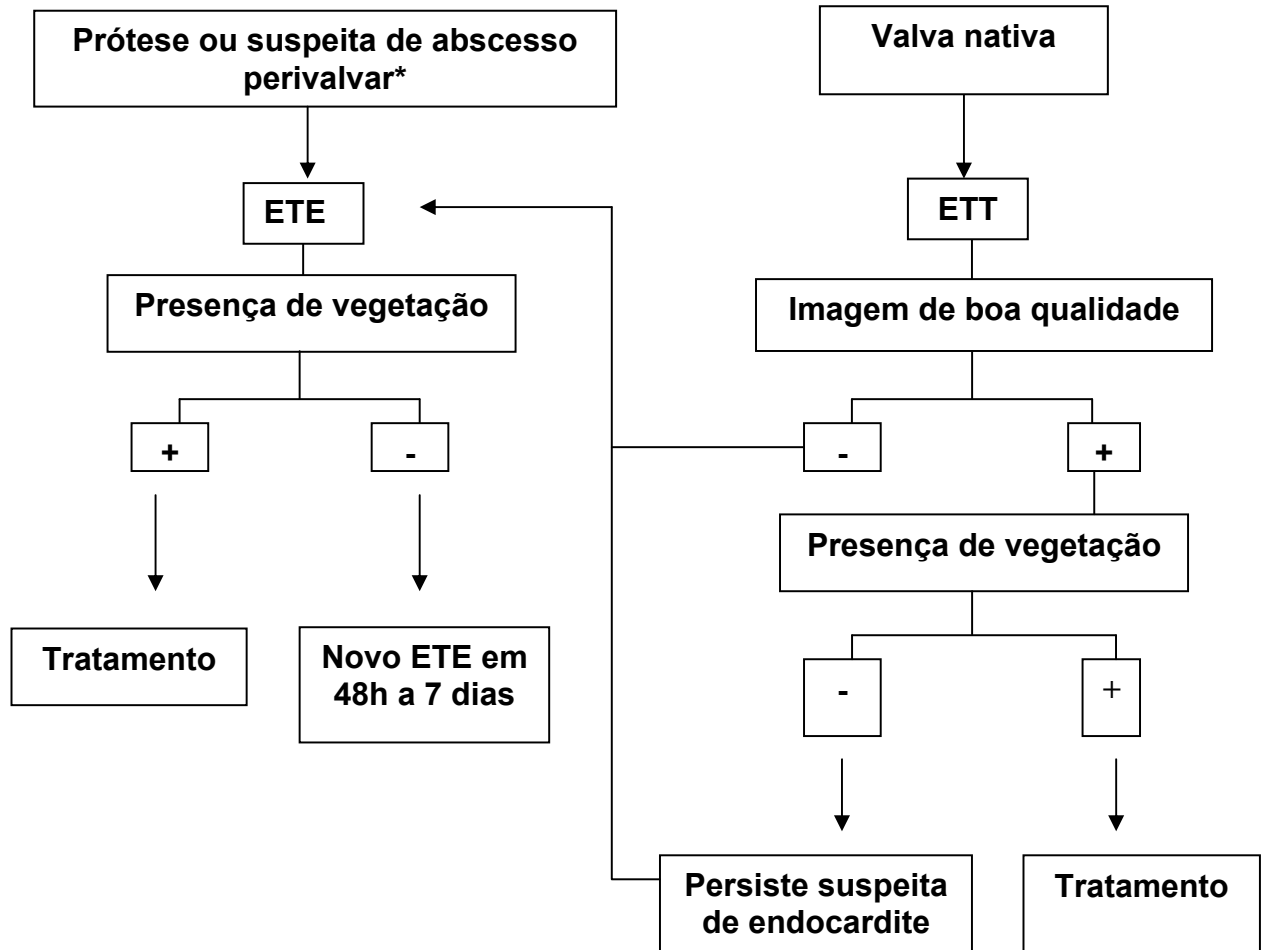 Prótese ou suspeita de abscesso
perivalvar*
ETE
Presença de vegetação
+
-
Tratamento
Novo ETE em
48h a 7 dias
Valva nativa
ETT
Imagem de boa qualidade
-
+
Presença de vegetação
-
+
Persiste suspeita
de endocardite
Tratamento